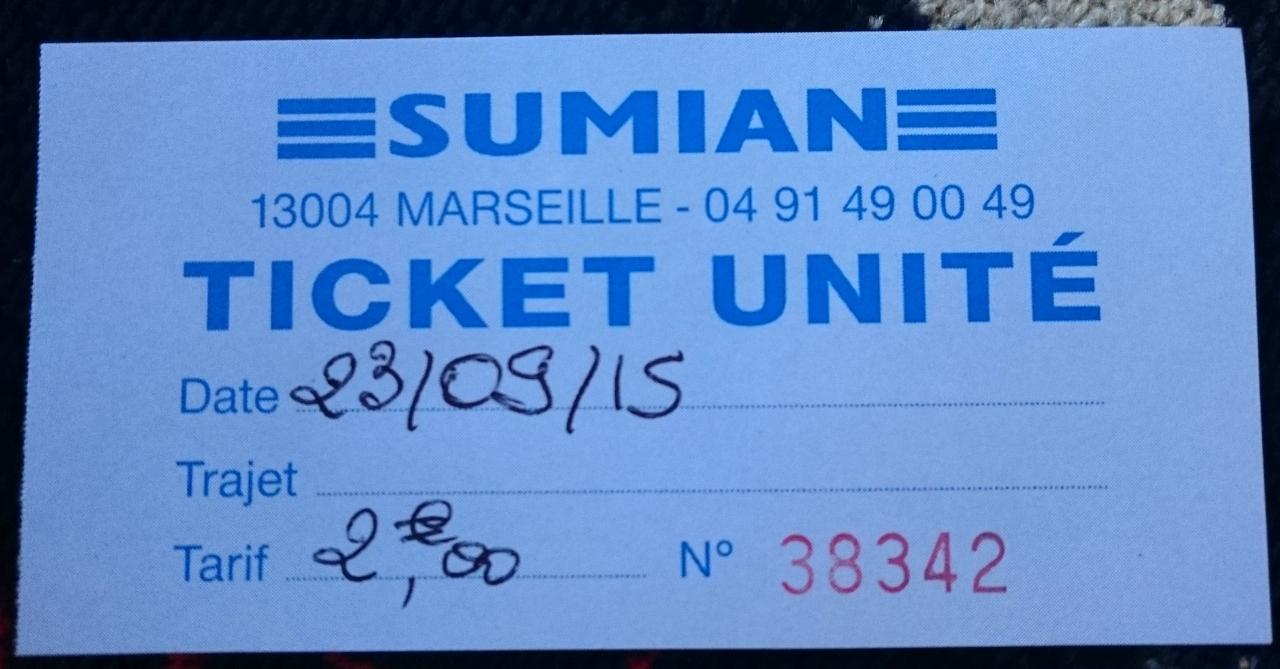 SUMIAN
13004 MARSEILLE - 04 91 49 00 49
TICKET UNITÉ
Date 23/09/15
Trajet
Tarif 2,€00 N° 38342